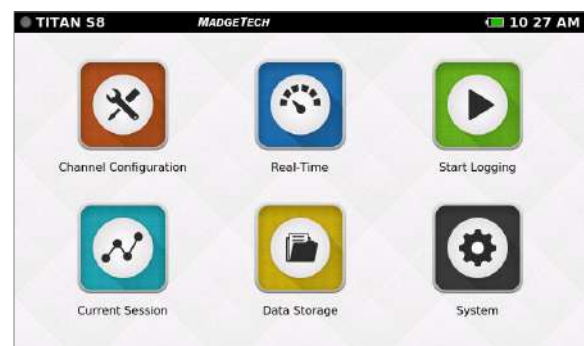 TITAN S8 MADGETECH 10 27 AM
Channel Configuration Real-Time Start Logging
Current Session Data Storage System